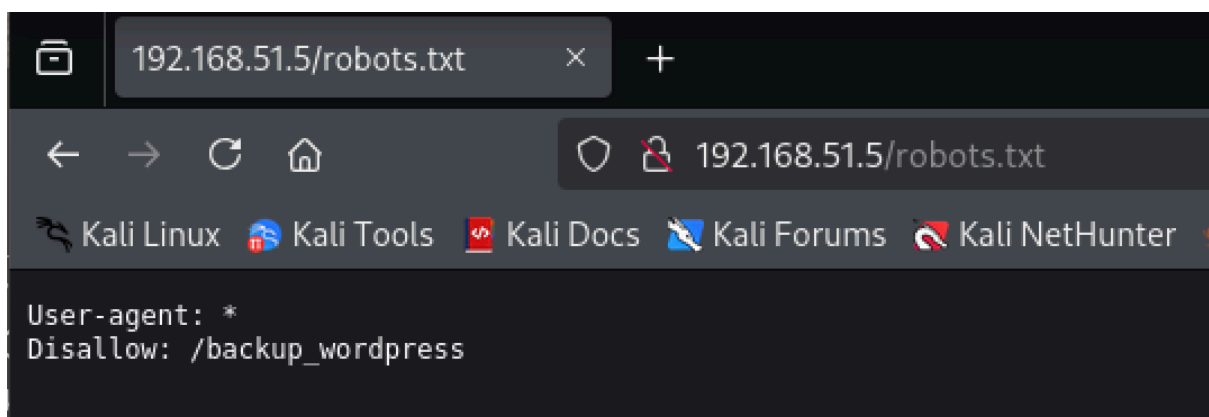 192.168.51.5/robots.txt
192.168.51.5/robots.txt
Kali Linux Kali Tools Kali Docs Kali Forums Kali NetHunter
User-agent: *
Disallow: /backup_wordpress